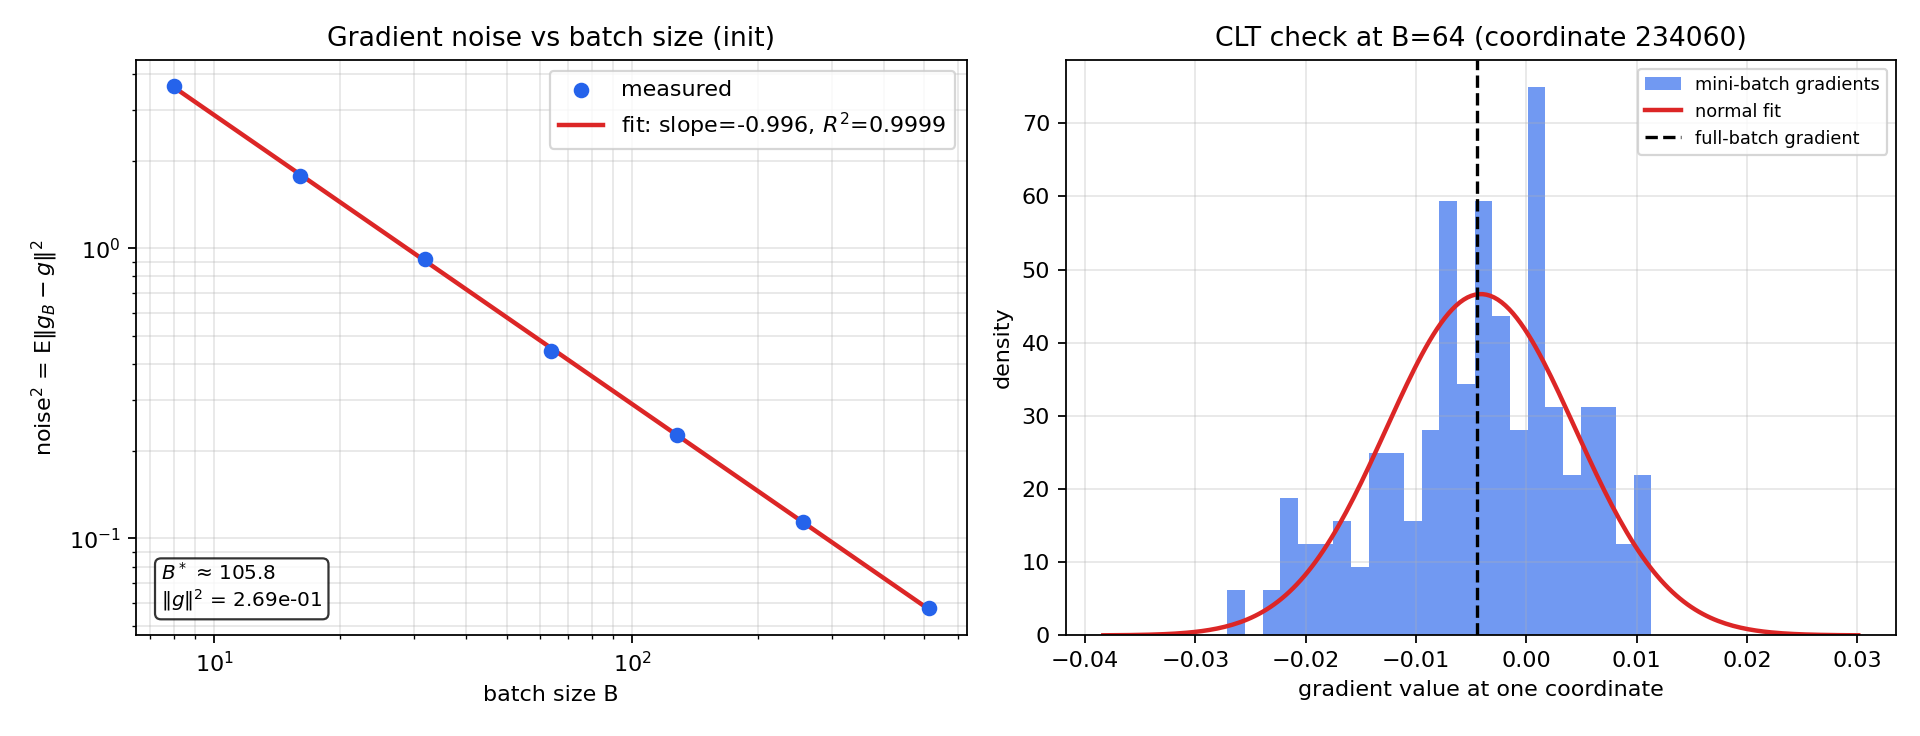 Gradient noise vs batch size (init)
noise² = E‖g_B − g‖²
10⁰
10⁻¹
measured
fit: slope=-0.996, R²=0.9999
B* ≈ 105.8
‖g‖² = 2.69e-01
10¹
10²
batch size B
CLT check at B=64 (coordinate 234060)
density
70
60
50
40
30
20
10
0
mini-batch gradients
normal fit
full-batch gradient
−0.04
−0.03
−0.02
−0.01
0.00
0.01
0.02
0.03
gradient value at one coordinate